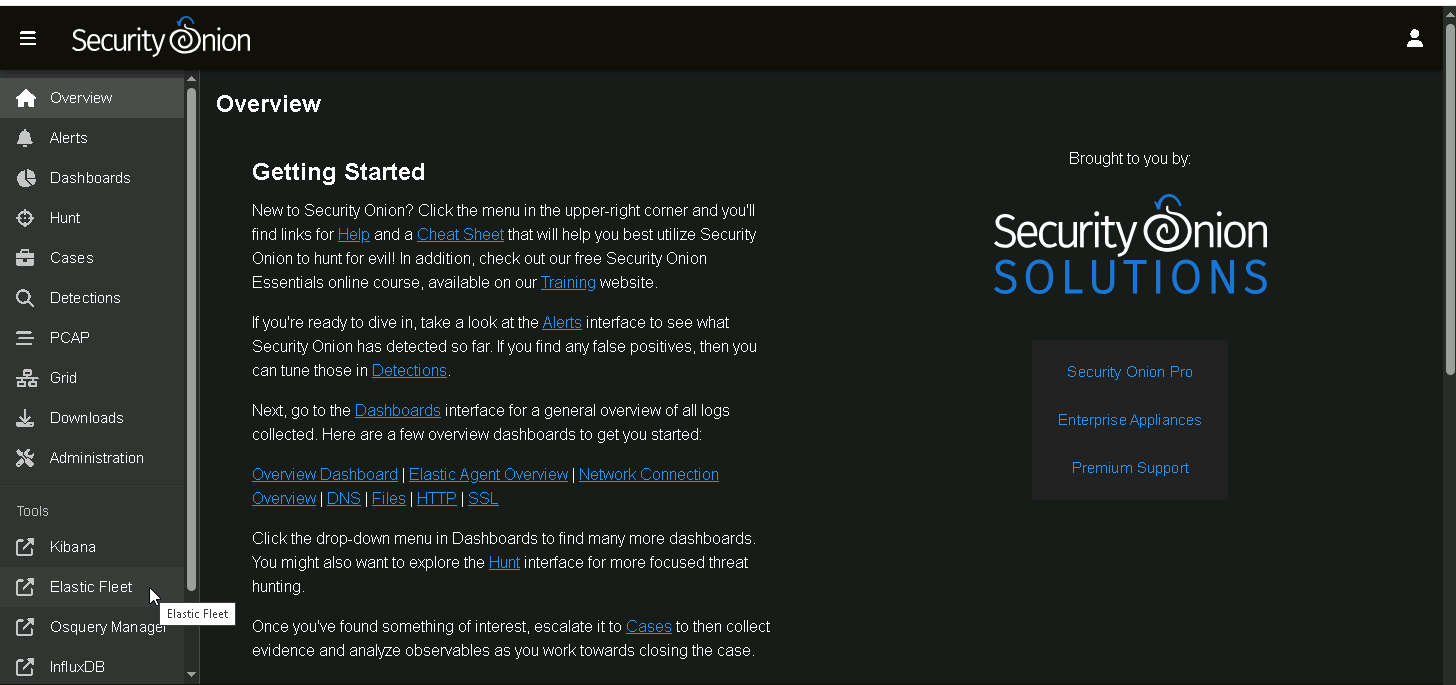 Security Onion
Overview
Alerts
Dashboards
Hunt
Cases
Detections
PCAP
Grid
Downloads
Administration
Tools
Kibana
Elastic Fleet
Elastic Fleet
Osquery Manager
InfluxDB
Overview
Getting Started
New to Security Onion? Click the menu in the upper-right corner and you'll
find links for Help and a Cheat Sheet that will help you best utilize Security
Onion to hunt for evil! In addition, check out our free Security Onion
Essentials online course, available on our Training website.
If you're ready to dive in, take a look at the Alerts interface to see what
Security Onion has detected so far. If you find any false positives, then you
can tune those in Detections.
Next, go to the Dashboards interface for a general overview of all logs
collected. Here are a few overview dashboards to get you started:
Overview Dashboard | Elastic Agent Overview | Network Connection
Overview | DNS | Files | HTTP | SSL
Click the drop-down menu in Dashboards to find many more dashboards.
You might also want to explore the Hunt interface for more focused threat
hunting.
Once you've found something of interest, escalate it to Cases to then collect
evidence and analyze observables as you work towards closing the case.
Brought to you by:
Security Onion
SOLUTIONS
Security Onion Pro
Enterprise Appliances
Premium Support